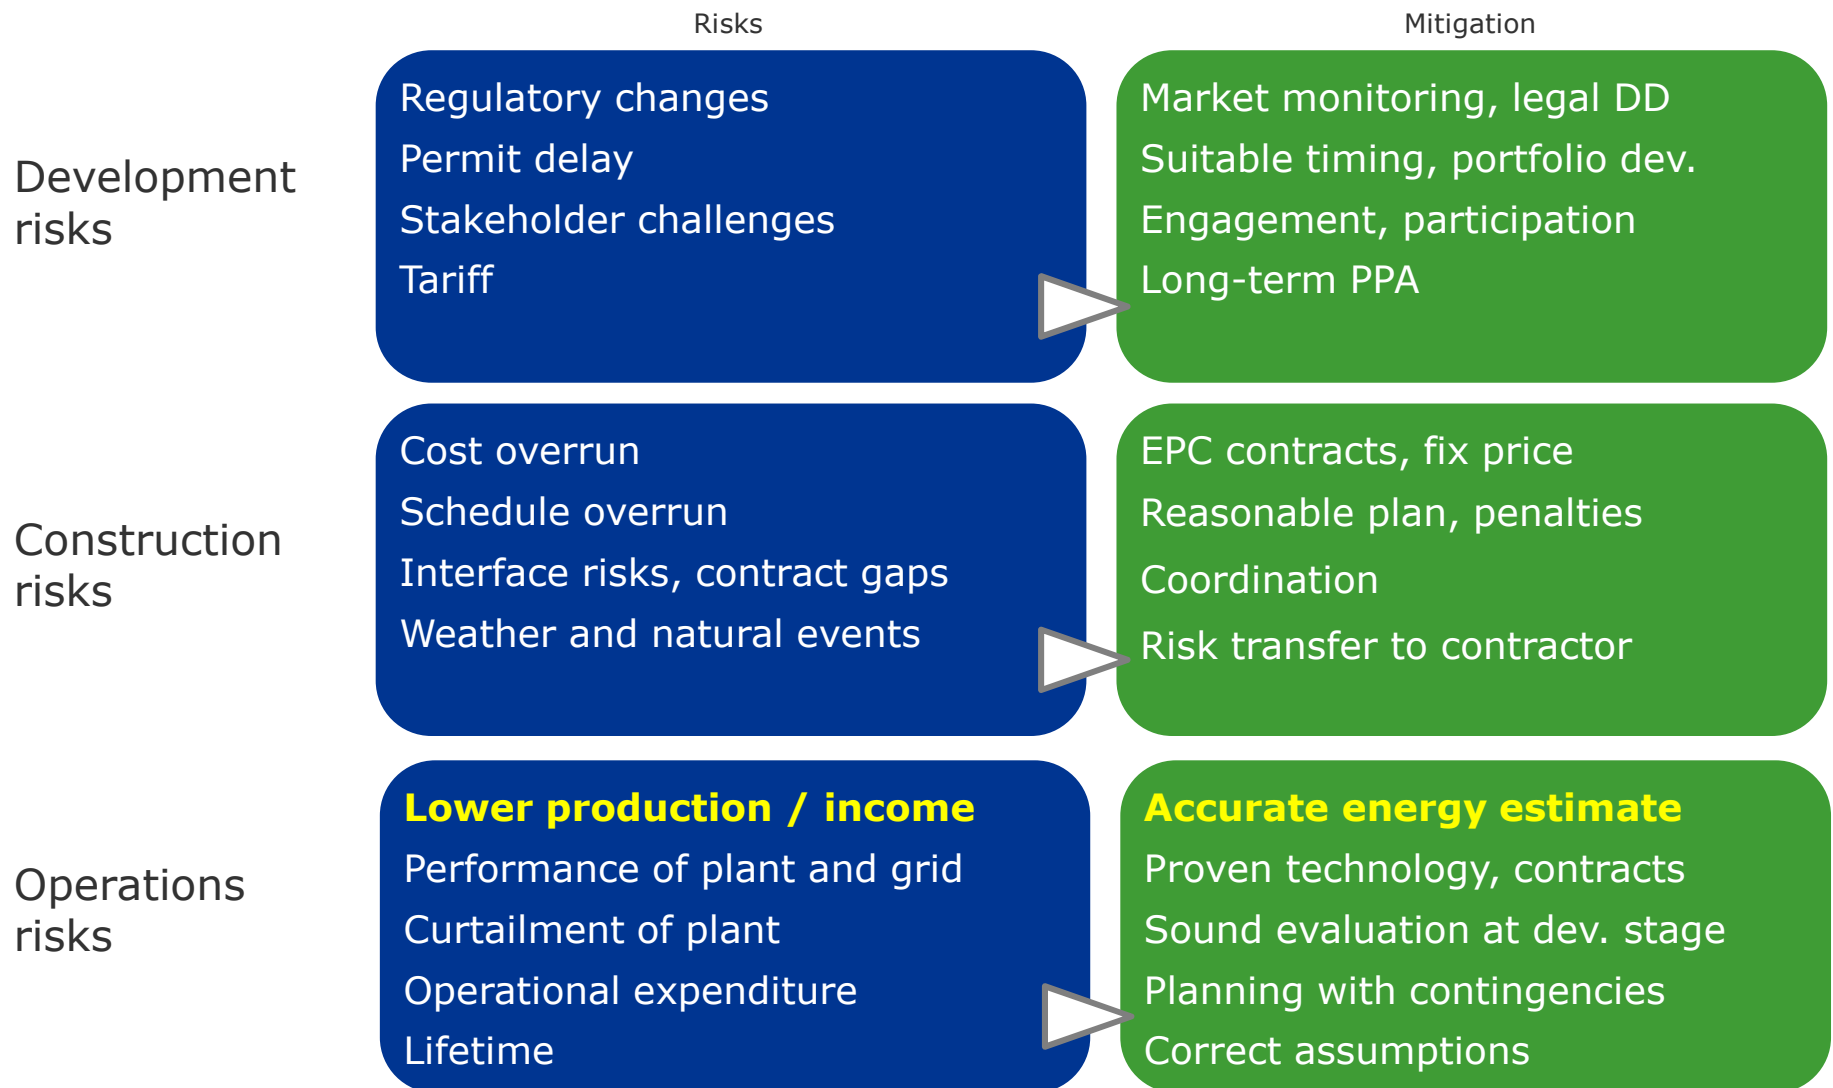 Risks
Mitigation
Development
risks
Regulatory changes
Permit delay
Stakeholder challenges
Tariff
Market monitoring, legal DD
Suitable timing, portfolio dev.
Engagement, participation
Long-term PPA
Construction
risks
Cost overrun
Schedule overrun
Interface risks, contract gaps
Weather and natural events
EPC contracts, fix price
Reasonable plan, penalties
Coordination
Risk transfer to contractor
Operations
risks
Lower production / income
Performance of plant and grid
Curtailment of plant
Operational expenditure
Lifetime
Accurate energy estimate
Proven technology, contracts
Sound evaluation at dev. stage
Planning with contingencies
Correct assumptions